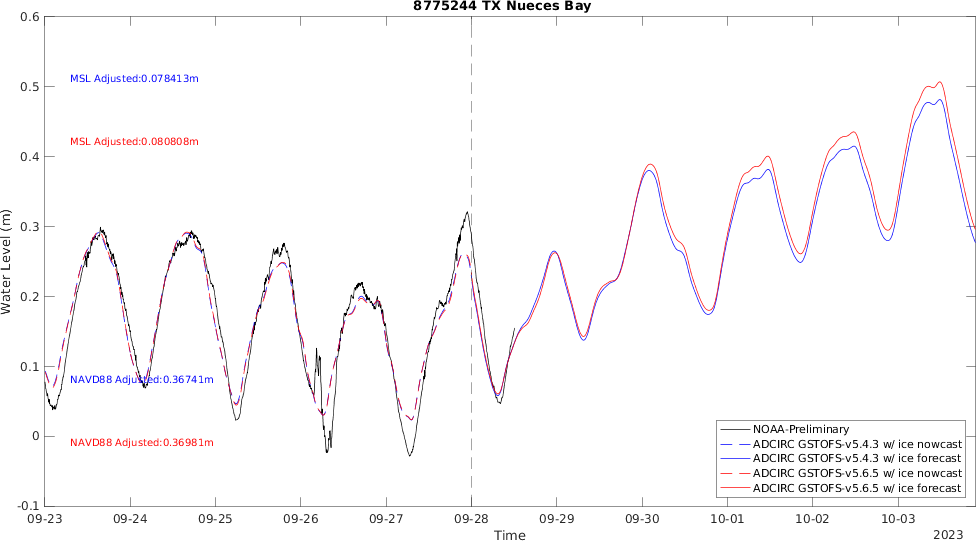 8775244 TX Nueces Bay
0.6
0.5
0.4
0.3
0.2
0.1
0
-0.1
Water Level (m)
MSL Adjusted:0.078413m
MSL Adjusted:0.080808m
NAVD88 Adjusted:0.36741m
NAVD88 Adjusted:0.36981m
NOAA-Preliminary
ADCIRC GSTOFS-v5.4.3 w/ ice nowcast
ADCIRC GSTOFS-v5.4.3 w/ ice forecast
ADCIRC GSTOFS-v5.6.5 w/ ice nowcast
ADCIRC GSTOFS-v5.6.5 w/ ice forecast
09-23 09-24 09-25 09-26 09-27 09-28 09-29 09-30 10-01 10-02 10-03
Time
2023